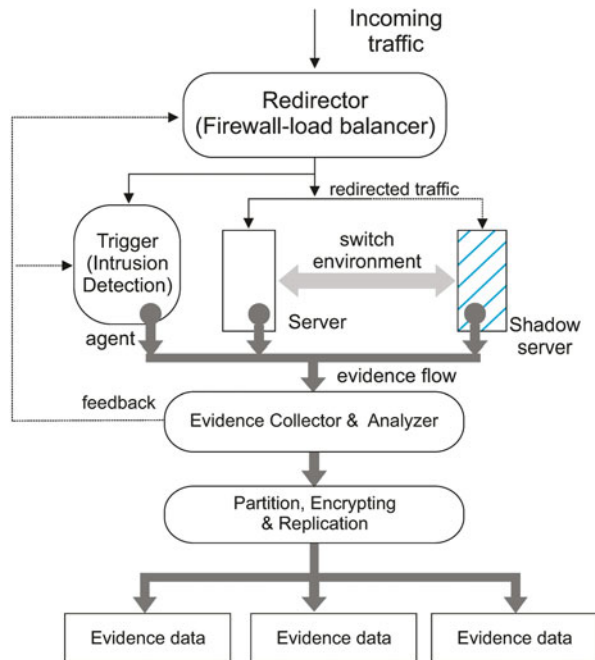 Incoming
traffic
Redirector
(Firewall-load balancer)
redirected traffic
Trigger
(Intrusion
Detection)
switch
environment
agent
Server
Shadow
server
evidence flow
feedback
Evidence Collector & Analyzer
Partition, Encrypting
& Replication
Evidence data
Evidence data
Evidence data